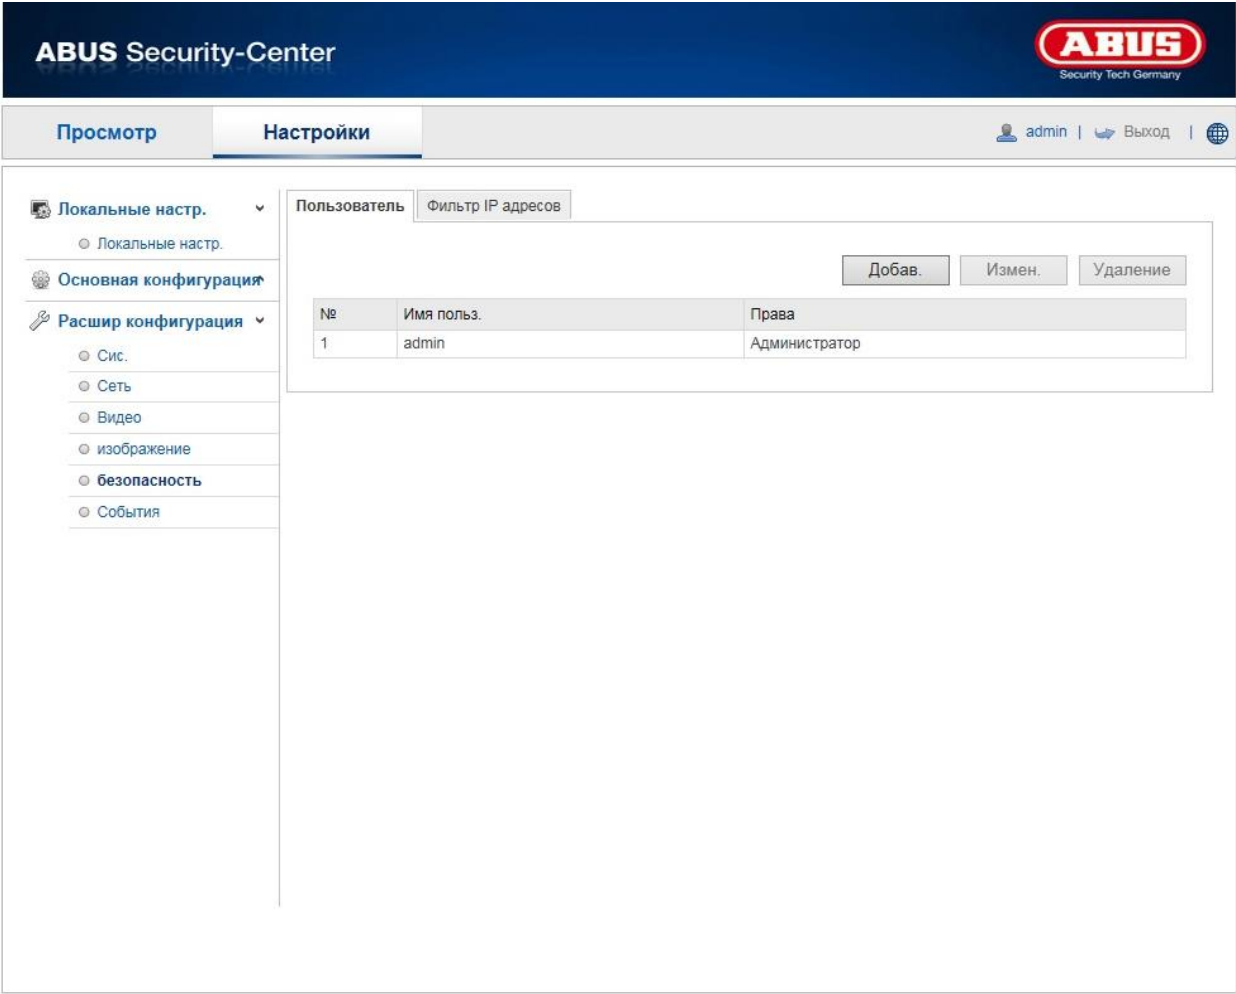 ABUS Security-Center
ABUS
Security Tech Germany
Просмотр
Настройки
admin | Выход |
Локальные настр.
Локальные настр.
Основная конфигурация
Расшир конфигурация
Сис.
Сеть
Видео
изображение
безопасность
События
Пользователь
Фильтр IP адресов
Добав.
Измен.
Удаление
№ Имя польз. Права
1 admin Администратор